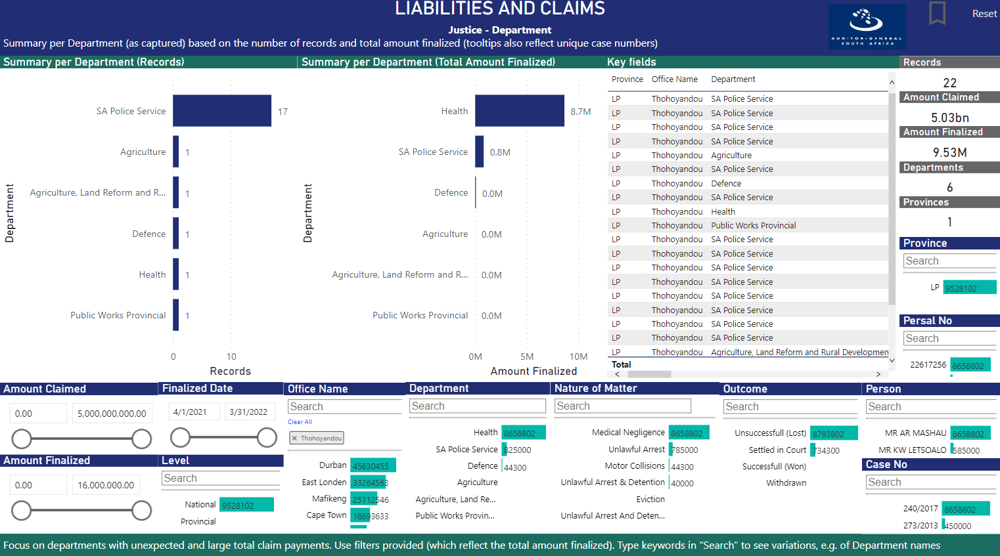 LIABILITIES AND CLAIMS
Reset
Justice - Department
Summary per Department (as captured) based on the number of records and total amount finalized (tooltips also reflect unique case numbers)
AUDITOR-GENERAL
SOUTH AFRICA
Summary per Department (Records)
Department
SA Police Service 17
Agriculture 1
Agriculture, Land Reform and R... 1
Defence 1
Health 1
Public Works Provincial 1
0 10
Records
Summary per Department (Total Amount Finalized)
Department
Health 8.7M
SA Police Service 0.8M
Defence 0.0M
Agriculture 0.0M
Agriculture, Land Reform and R... 0.0M
Public Works Provincial 0.0M
0M 5M 10M
Amount Finalized
Key fields
Province Office Name Department
LP Thohoyandou SA Police Service
LP Thohoyandou SA Police Service
LP Thohoyandou SA Police Service
LP Thohoyandou SA Police Service
LP Thohoyandou Agriculture
LP Thohoyandou SA Police Service
LP Thohoyandou Defence
LP Thohoyandou SA Police Service
LP Thohoyandou Health
LP Thohoyandou Public Works Provincial
LP Thohoyandou SA Police Service
LP Thohoyandou SA Police Service
LP Thohoyandou SA Police Service
LP Thohoyandou SA Police Service
LP Thohoyandou SA Police Service
LP Thohoyandou SA Police Service
LP Thohoyandou SA Police Service
LP Thohoyandou SA Police Service
LP Thohoyandou Agriculture, Land Reform and Rural Developmen
Total
Records
22
Amount Claimed
5.03bn
Amount Finalized
9.53M
Departments
6
Provinces
1
Province
Search
LP 9528102
Persal No
Search
22617256 8658802
Amount Claimed
0.00 5,000,000,000.00
Amount Finalized
0.00 16,000,000.00
Finalized Date
4/1/2021 3/31/2022
Level
Search
National 9528102
Provincial
Office Name
Search
Clear All
× Thohoyandou
Durban 45630455
East Londen 33264563
Mafikeng 25112546
Cape Town 18693633
Department
Search
Health 8658802
SA Police Service 825000
Defence 44300
Agriculture
Agriculture, Land Re...
Public Works Provin...
Nature of Matter
Search
Medical Negligence 8658802
Unlawful Arrest 785000
Motor Collisions 44300
Unlawful Arrest & Detention 40000
Eviction
Unlawful Arrest And Deten...
Outcome
Search
Unsuccessfull (Lost) 8793802
Settled in Court 734300
Successfull (Won)
Withdrawn
Person
Search
MR AR MASHAU 8658802
MR KW LETSOALO 585000
Case No
Search
240/2017 8658802
273/2013 450000
Focus on departments with unexpected and large total claim payments. Use filters provided (which reflect the total amount finalized). Type keywords in "Search" to see variations, e.g. of Department names